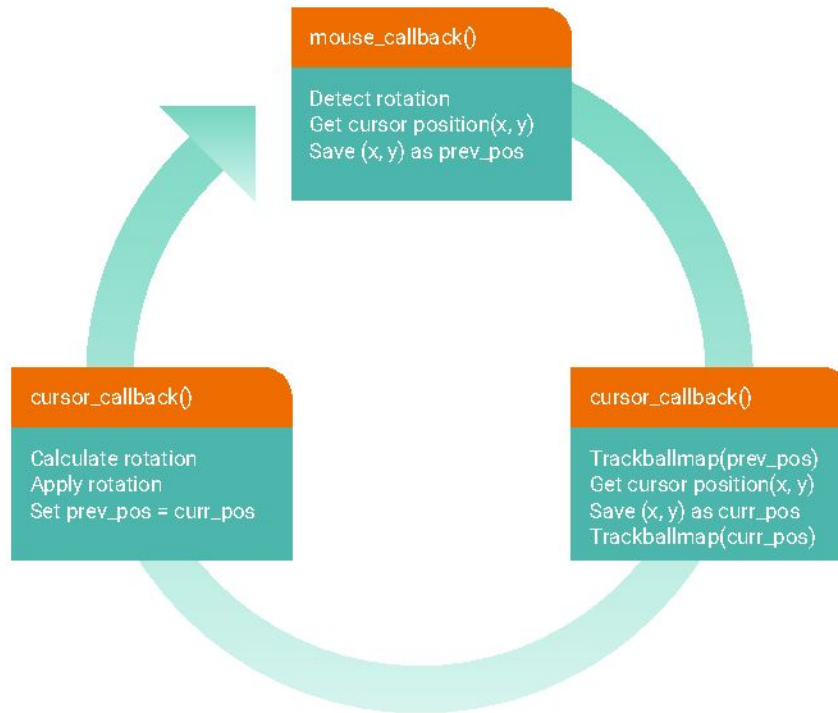 mouse_callback()
Detect rotation
Get cursor position(x, y)
Save (x, y) as prev_pos
cursor_callback()
Calculate rotation
Apply rotation
Set prev_pos = curr_pos
cursor_callback()
Trackballmap(prev_pos)
Get cursor position(x, y)
Save (x, y) as curr_pos
Trackballmap(curr_pos)